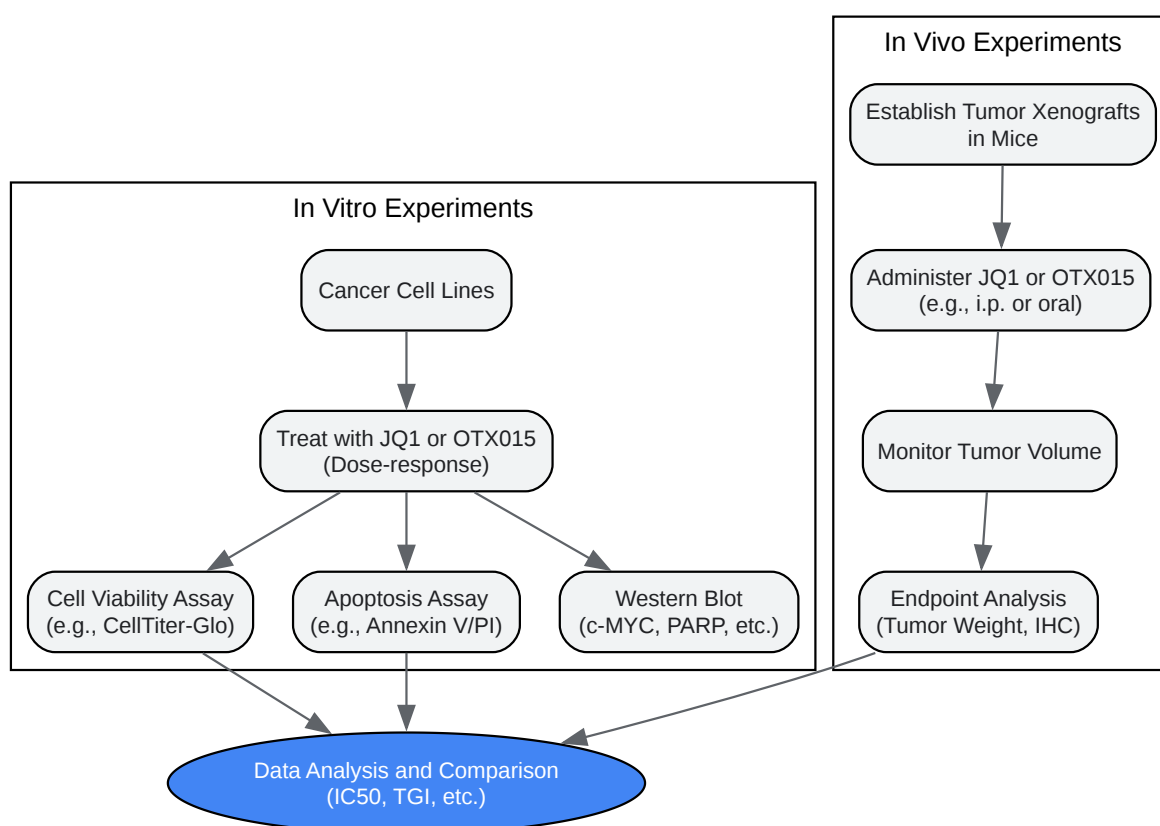 In Vitro Experiments
Cancer Cell Lines
Treat with JQ1 or OTX015
(Dose-response)
Cell Viability Assay
(e.g., CellTiter-Glo)
Apoptosis Assay
(e.g., Annexin V/PI)
Western Blot
(c-MYC, PARP, etc.)
In Vivo Experiments
Establish Tumor Xenografts
in Mice
Administer JQ1 or OTX015
(e.g., i.p. or oral)
Monitor Tumor Volume
Endpoint Analysis
(Tumor Weight, IHC)
Data Analysis and Comparison
(IC50, TGI, etc.)